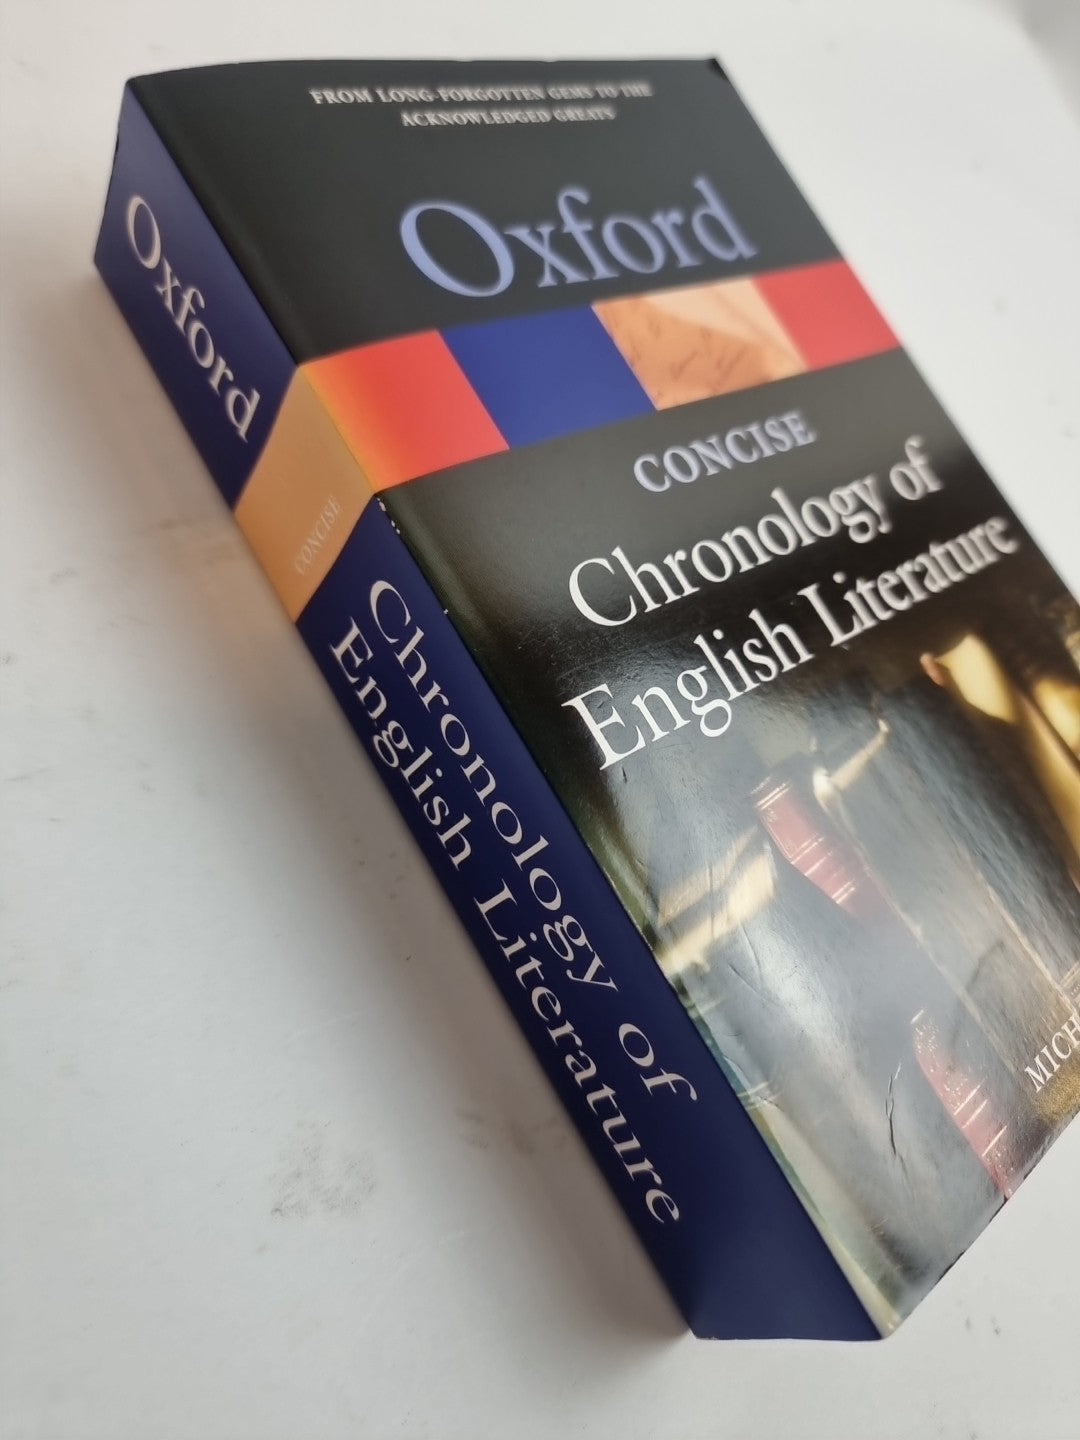 FROM LONG-FORGOTTEN GEMS TO THE
ACKNOWLEDGED GREATS
Oxford
CONCISE
Chronology of
English Literature
Oxford
CONCISE
Chronology of
English Literature
MICH